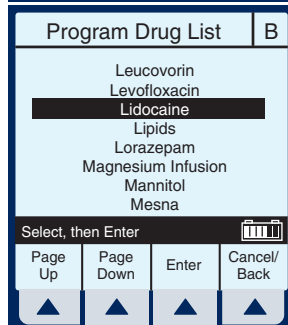 Program Drug List B
Leucovorin
Levofloxacin
Lidocaine
Lipids
Lorazepam
Magnesium Infusion
Mannitol
Mesna
Select, then Enter
Page Up Page Down Enter Cancel/ Back